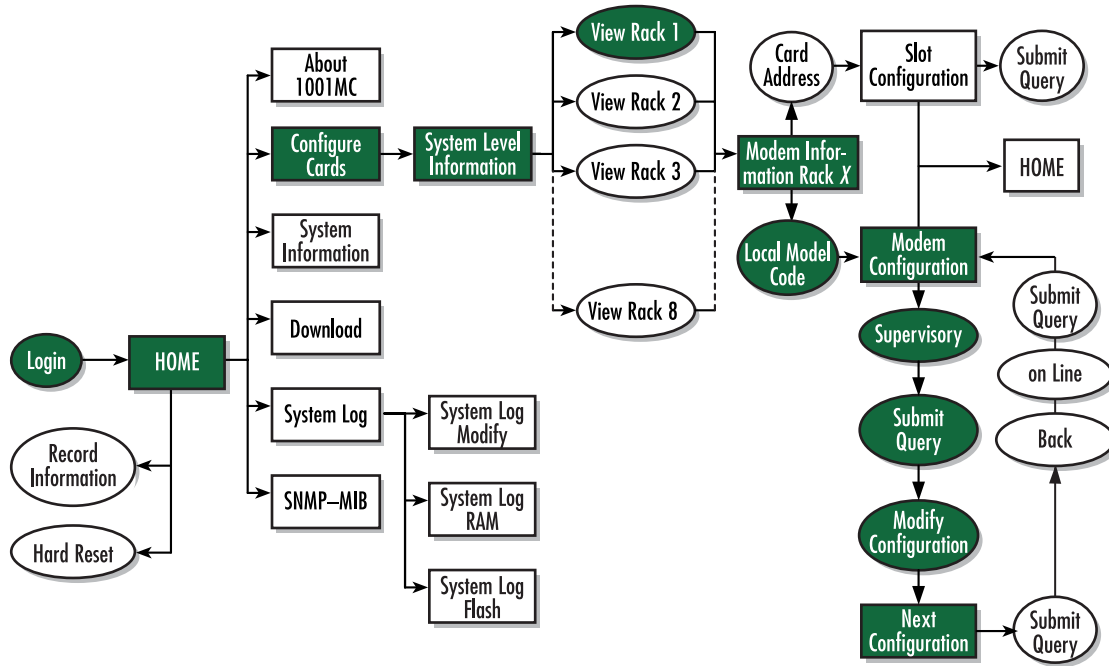 View Rack 1
View Rack 2
View Rack 3
View Rack 8
About
1001MC
Configure
Cards
System
Information
Download
System Log
SNMP–MIB
System Level
Information
Login
HOME
Record
Information
Hard Reset
System Log
Modify
System Log
RAM
System Log
Flash
Card
Address
Modem Infor-
mation Rack X
Local Model
Code
Slot
Configuration
Submit
Query
HOME
Modem
Configuration
Supervisory
Submit
Query
Modify
Configuration
Next
Configuration
Submit
Query
Back
on Line
Submit
Query